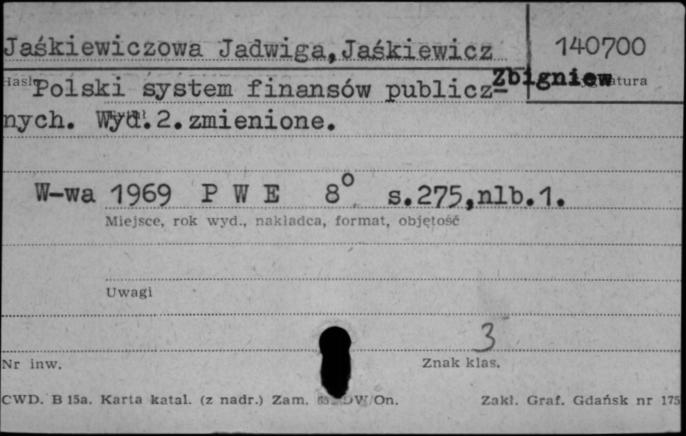 Jaśkiewiczowa Jadwiga, Jaśkiewicz 140700
Zbigniew
Polski system finansów publicz-
nych. Wyd. 2. zmienione.
W-wa 1969 P W E 8° s.275,nlb.1.
Miejsce, rok wyd., nakładca, format, objętość
Uwagi
3
Nr inw. Znak klas.
CWD. B 15a. Karta katal. (z nadr.) Zam. DW/On. Zakł. Graf. Gdańsk nr 175